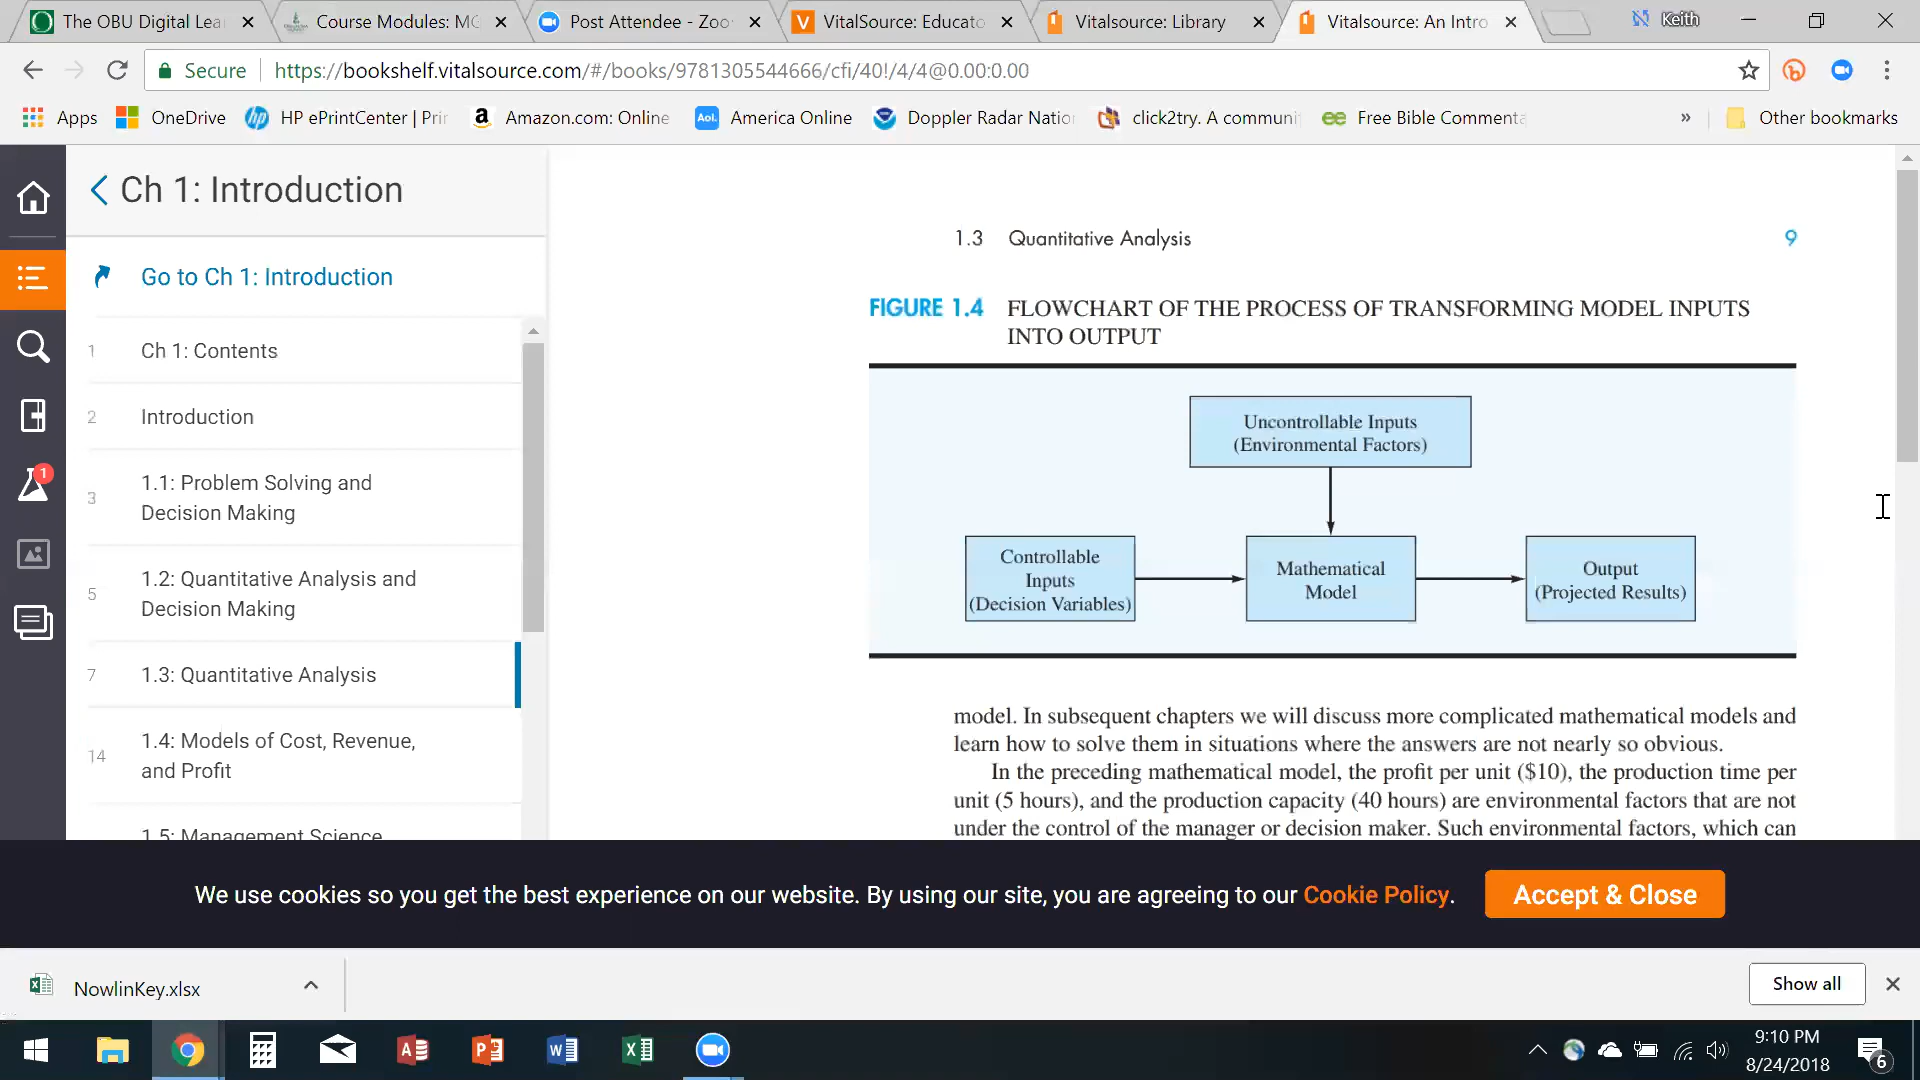 The OBU Digital Lea
Course Modules: MG
Post Attendee - Zoo
VitalSource: Educato
Vitalsource: Library
Vitalsource: An Intro
Keith
Secure
https://bookshelf.vitalsource.com/#/books/9781305544666/cfi/40!/4/4@0.00:0.00
Apps
OneDrive
HP ePrintCenter | Prin
Amazon.com: Online
Aol.
America Online
Doppler Radar Natio
click2try. A communi
Free Bible Commenta
»
Other bookmarks
Ch 1: Introduction
Go to Ch 1: Introduction
1 Ch 1: Contents
2 Introduction
3 1.1: Problem Solving and
Decision Making
5 1.2: Quantitative Analysis and
Decision Making
7 1.3: Quantitative Analysis
14 1.4: Models of Cost, Revenue,
and Profit
1.5: Management Science
1
1.3 Quantitative Analysis 9
FIGURE 1.4 FLOWCHART OF THE PROCESS OF TRANSFORMING MODEL INPUTS
INTO OUTPUT
Uncontrollable Inputs
(Environmental Factors)
Controllable
Inputs
(Decision Variables)
Mathematical
Model
Output
(Projected Results)
model. In subsequent chapters we will discuss more complicated mathematical models and
learn how to solve them in situations where the answers are not nearly so obvious.
In the preceding mathematical model, the profit per unit ($10), the production time per
unit (5 hours), and the production capacity (40 hours) are environmental factors that are not
under the control of the manager or decision maker. Such environmental factors, which can
We use cookies so you get the best experience on our website. By using our site, you are agreeing to our Cookie Policy.
Accept & Close
NowlinKey.xlsx
Show all
9:10 PM
8/24/2018
6